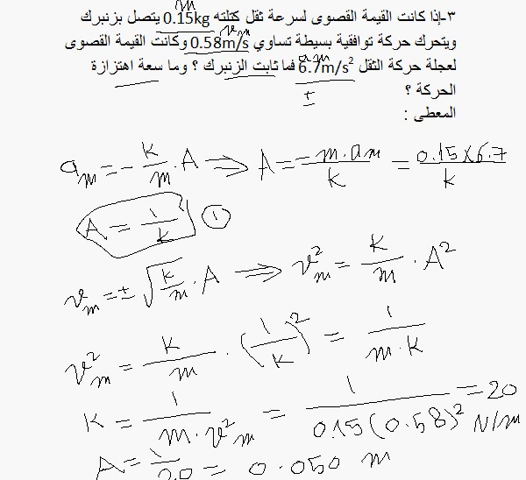 ٣-إذا كانت القيمة القصوى لسرعة ثقل كتلته 0.15kg يتصل بزنبرك
m vm
ويتحرك حركة توافقية بسيطة تساوي 0.58m/s وكانت القيمة القصوى
am
لعجلة حركة الثقل 6.7m/s² فما ثابت الزنبرك ؟ وما سعة اهتزازة
الحركة ؟
±
المعطى :
a_m = - k/m · A ⟹ A = -m·a_m / k = 0.15×6.7 / k
A = 1/k ①
v_m = ± √(k/m) · A ⟹ v_m² = k/m · A²
v_m² = k/m · (1/k)² = 1/(m·k)
k = 1/(m·v_m²) = 1/(0.15(0.58)²) = 20 N/m
A = 1/20 = 0.050 m